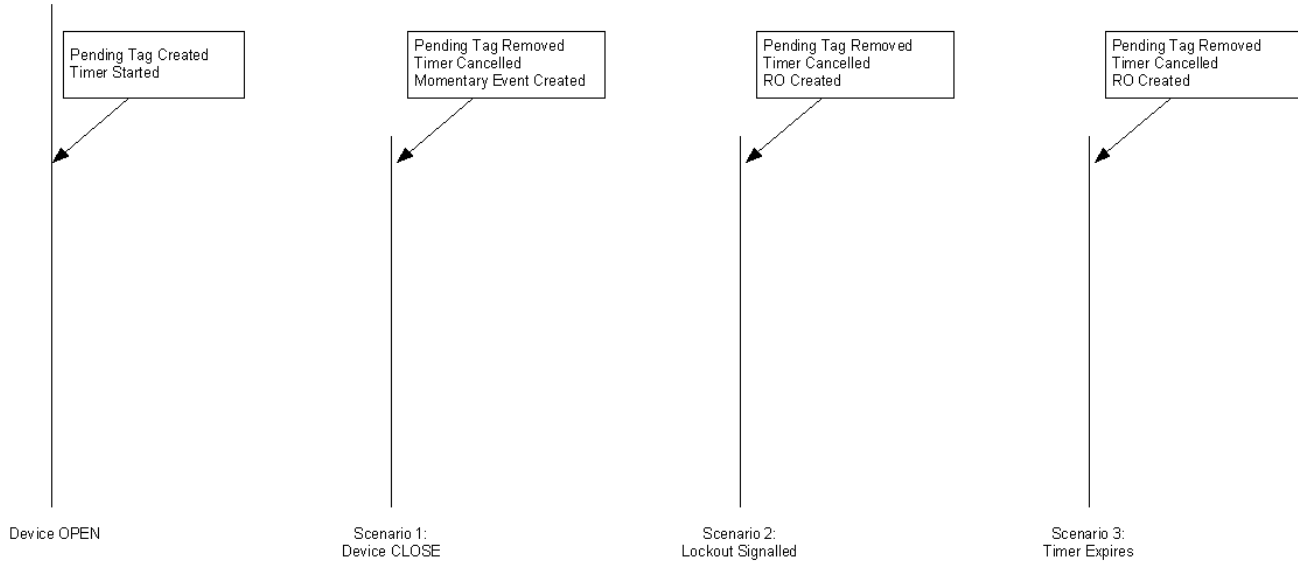 Pending Tag Created
Timer Started
Pending Tag Removed
Timer Cancelled
Momentary Event Created
Pending Tag Removed
Timer Cancelled
RO Created
Pending Tag Removed
Timer Cancelled
RO Created
Device OPEN
Scenario 1:
Device CLOSE
Scenario 2:
Lockout Signalled
Scenario 3:
Timer Expires